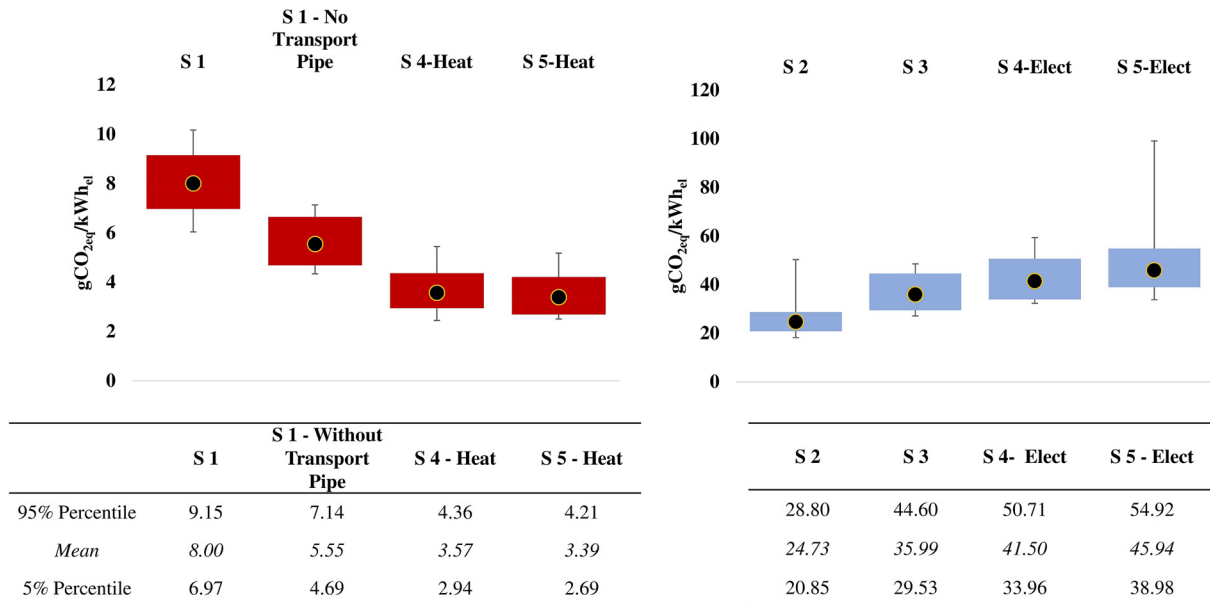 S 1 - No
Transport
Pipe
S 1
S 4-Heat
S 5-Heat
12
10
8
6
4
2
0
gCO2eq/kWhel
S 2
S 3
S 4-Elect
S 5-Elect
120
100
80
60
40
20
0
gCO2eq/kWhel
S 1
S 1 - Without
Transport
Pipe
S 4 - Heat
S 5 - Heat
95% Percentile 9.15 7.14 4.36 4.21
Mean 8.00 5.55 3.57 3.39
5% Percentile 6.97 4.69 2.94 2.69
S 2 S 3 S 4- Elect S 5 - Elect
28.80 44.60 50.71 54.92
24.73 35.99 41.50 45.94
20.85 29.53 33.96 38.98